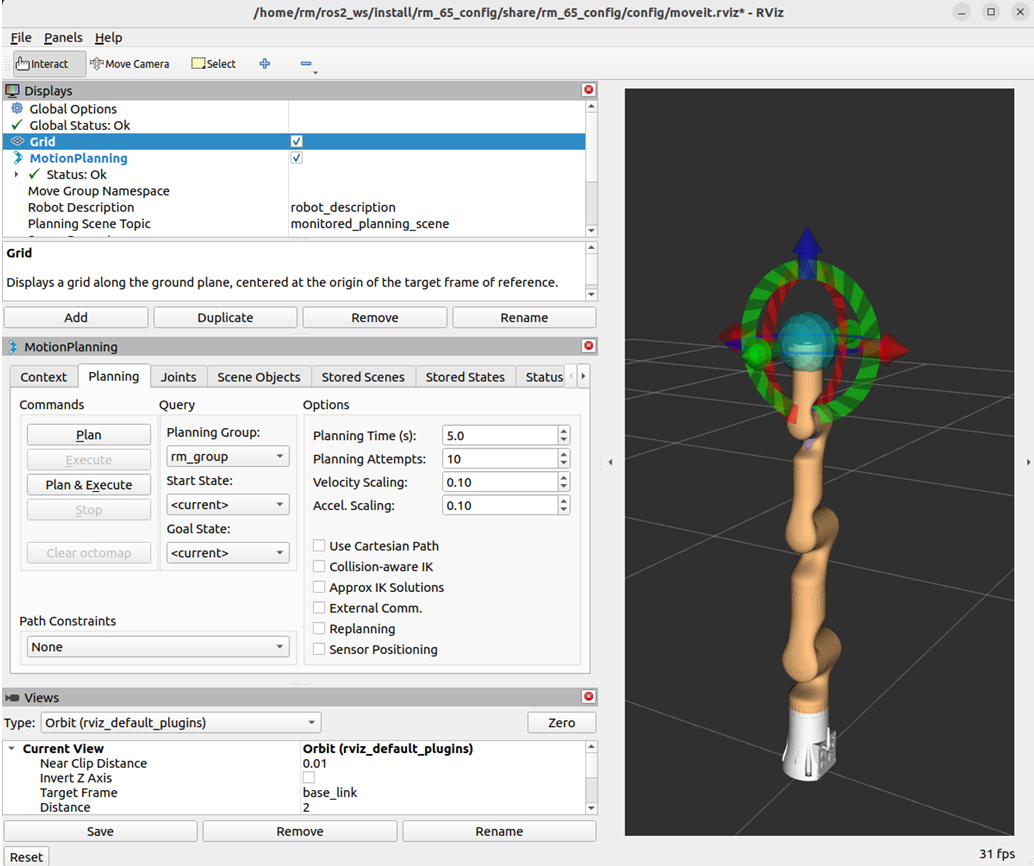 /home/rm/ros2_ws/install/rm_65_config/share/rm_65_config/config/moveit.rviz* - RViz
File Panels Help
Interact Move Camera Select
Displays
Global Options
Global Status: Ok
Grid
MotionPlanning
Status: Ok
Move Group Namespace
Robot Description robot_description
Planning Scene Topic monitored_planning_scene
Grid
Displays a grid along the ground plane, centered at the origin of the target frame of reference.
Add Duplicate Remove Rename
MotionPlanning
Context Planning Joints Scene Objects Stored Scenes Stored States Status
Commands Query Options
Plan
Execute
Plan & Execute
Stop
Clear octomap
Planning Group:
rm_group
Start State:
<current>
Goal State:
<current>
Planning Time (s): 5.0
Planning Attempts: 10
Velocity Scaling: 0.10
Accel. Scaling: 0.10
Use Cartesian Path
Collision-aware IK
Approx IK Solutions
External Comm.
Replanning
Sensor Positioning
Path Constraints
None
Views
Type: Orbit (rviz_default_plugins) Zero
Current View Orbit (rviz_default_plugins)
Near Clip Distance 0.01
Invert Z Axis
Target Frame base_link
Distance 2
Save Remove Rename
Reset 31 fps